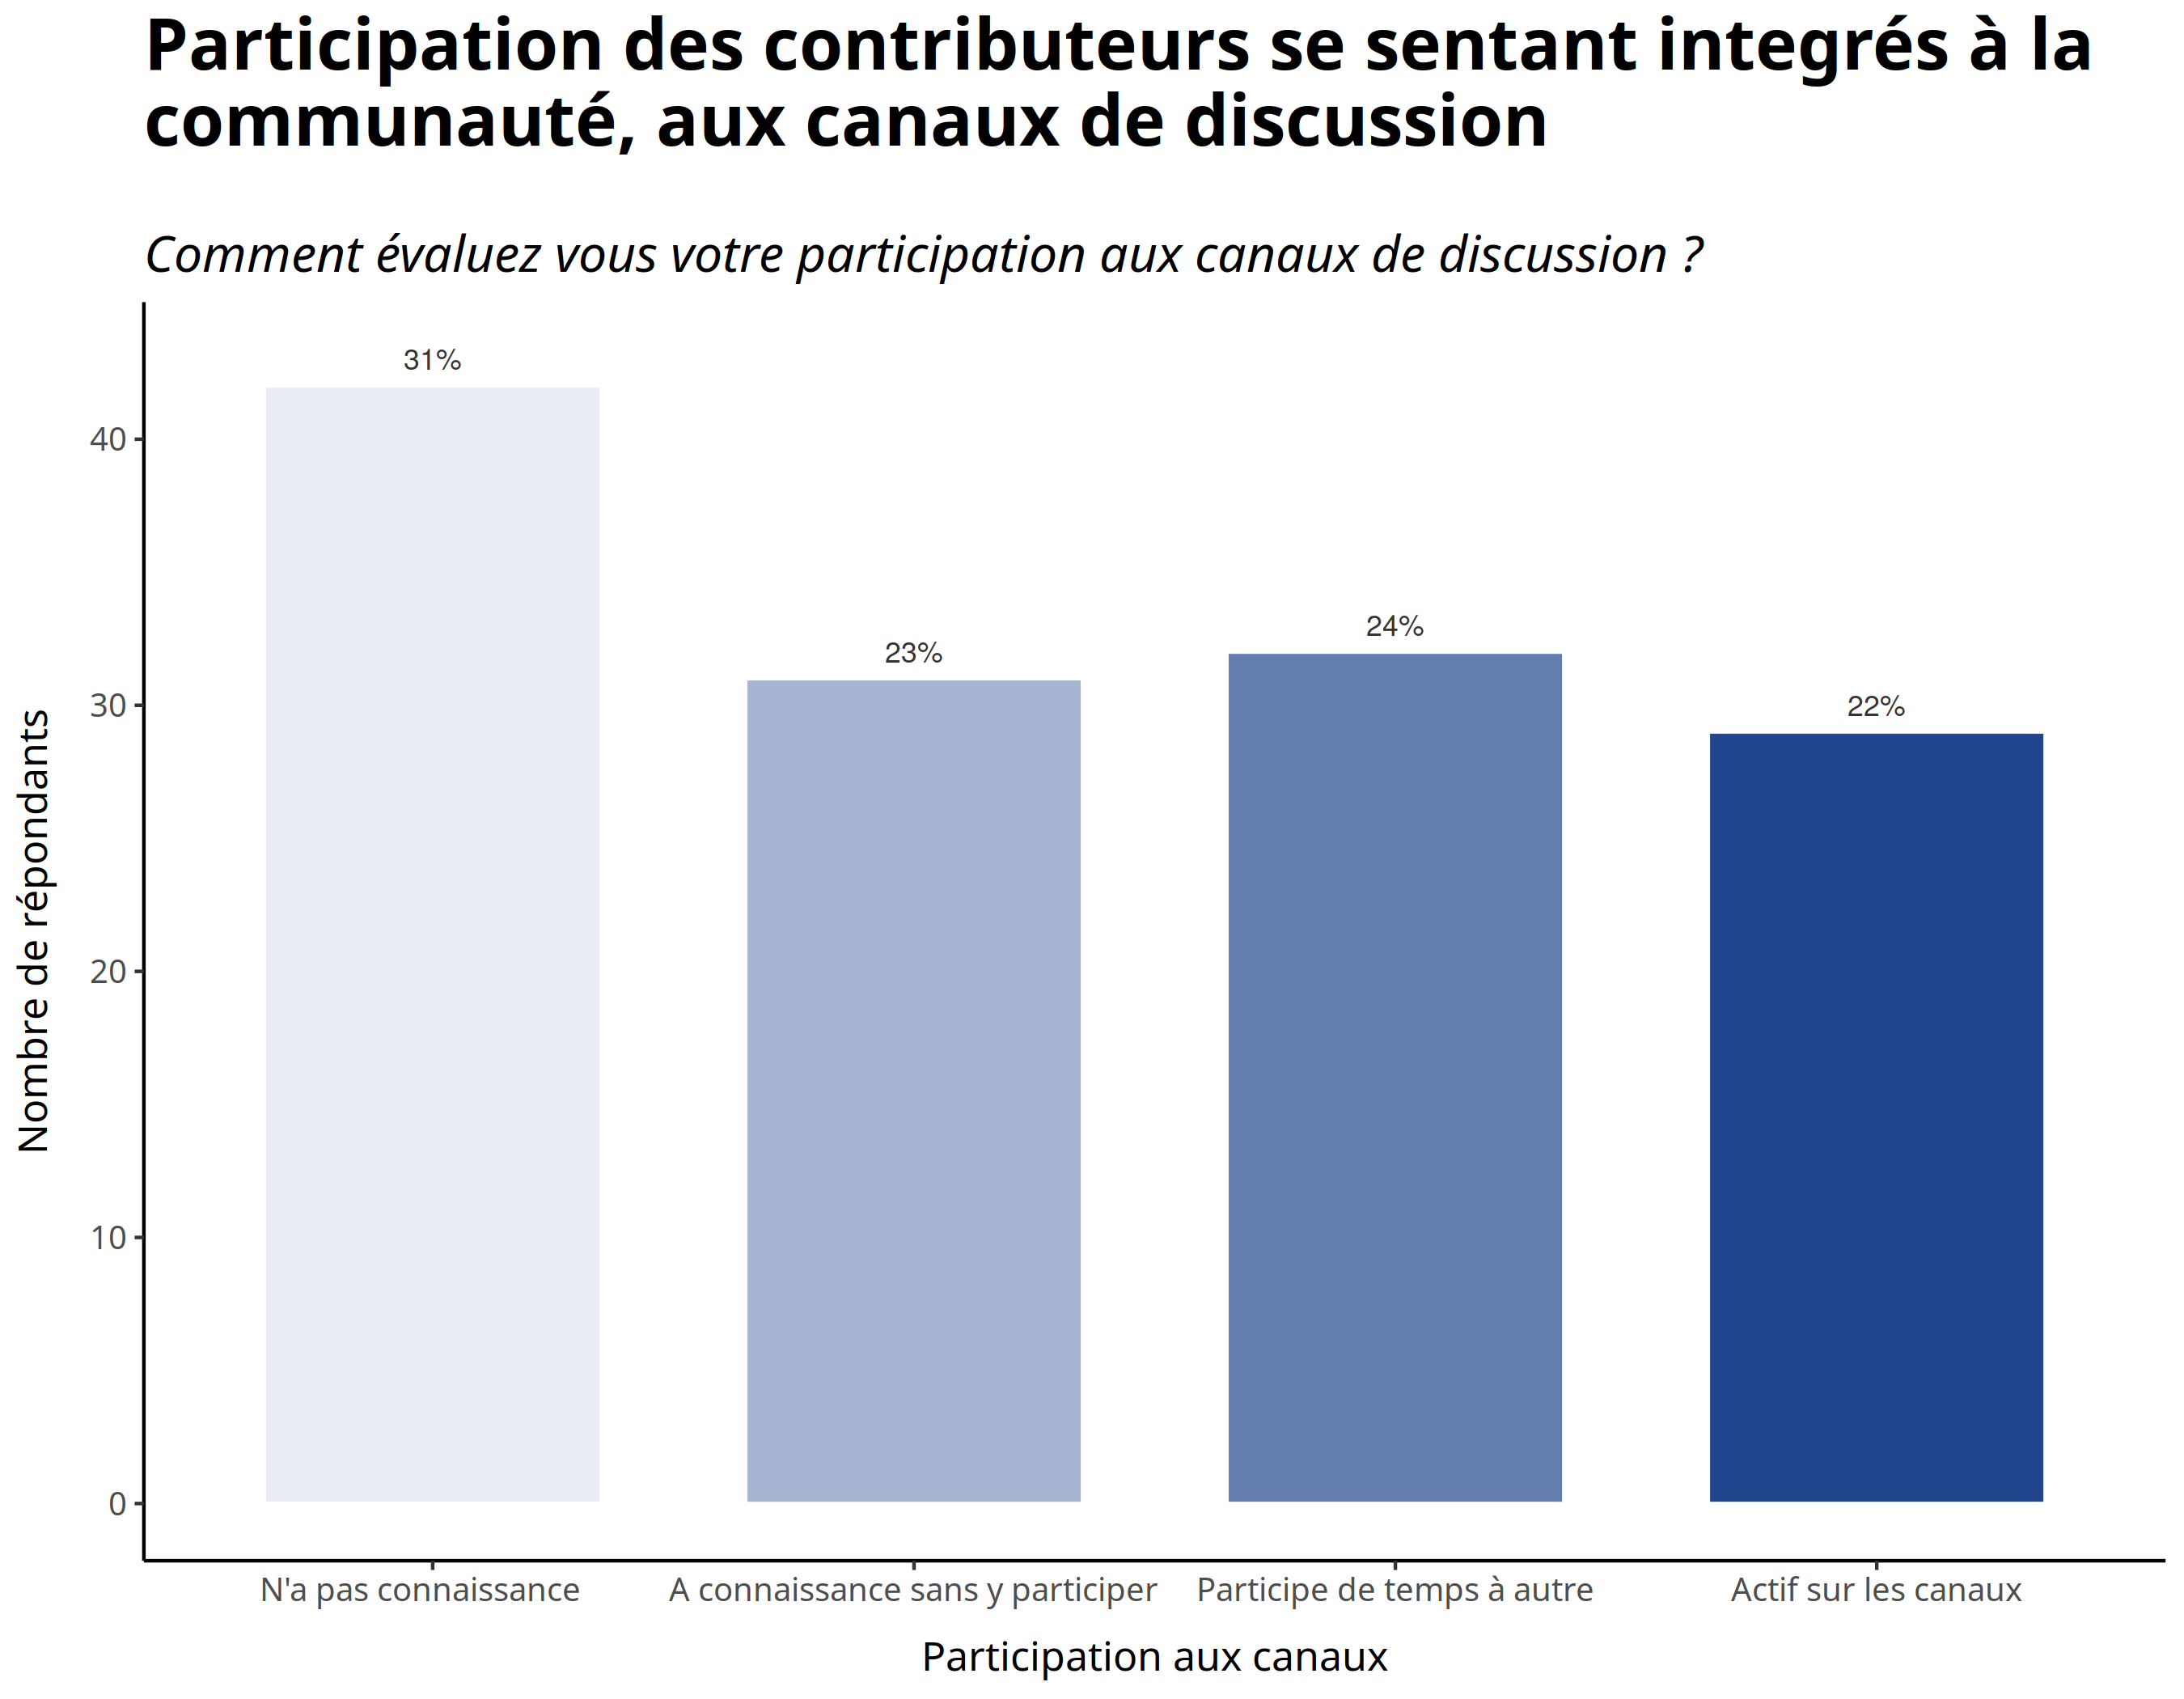 Participation des contributeurs se sentant integrés à la
communauté, aux canaux de discussion
Comment évaluez vous votre participation aux canaux de discussion ?
31%
23%
24%
22%
40
30
20
10
0
Nombre de répondants
N'a pas connaissance
A connaissance sans y participer
Participe de temps à autre
Actif sur les canaux
Participation aux canaux